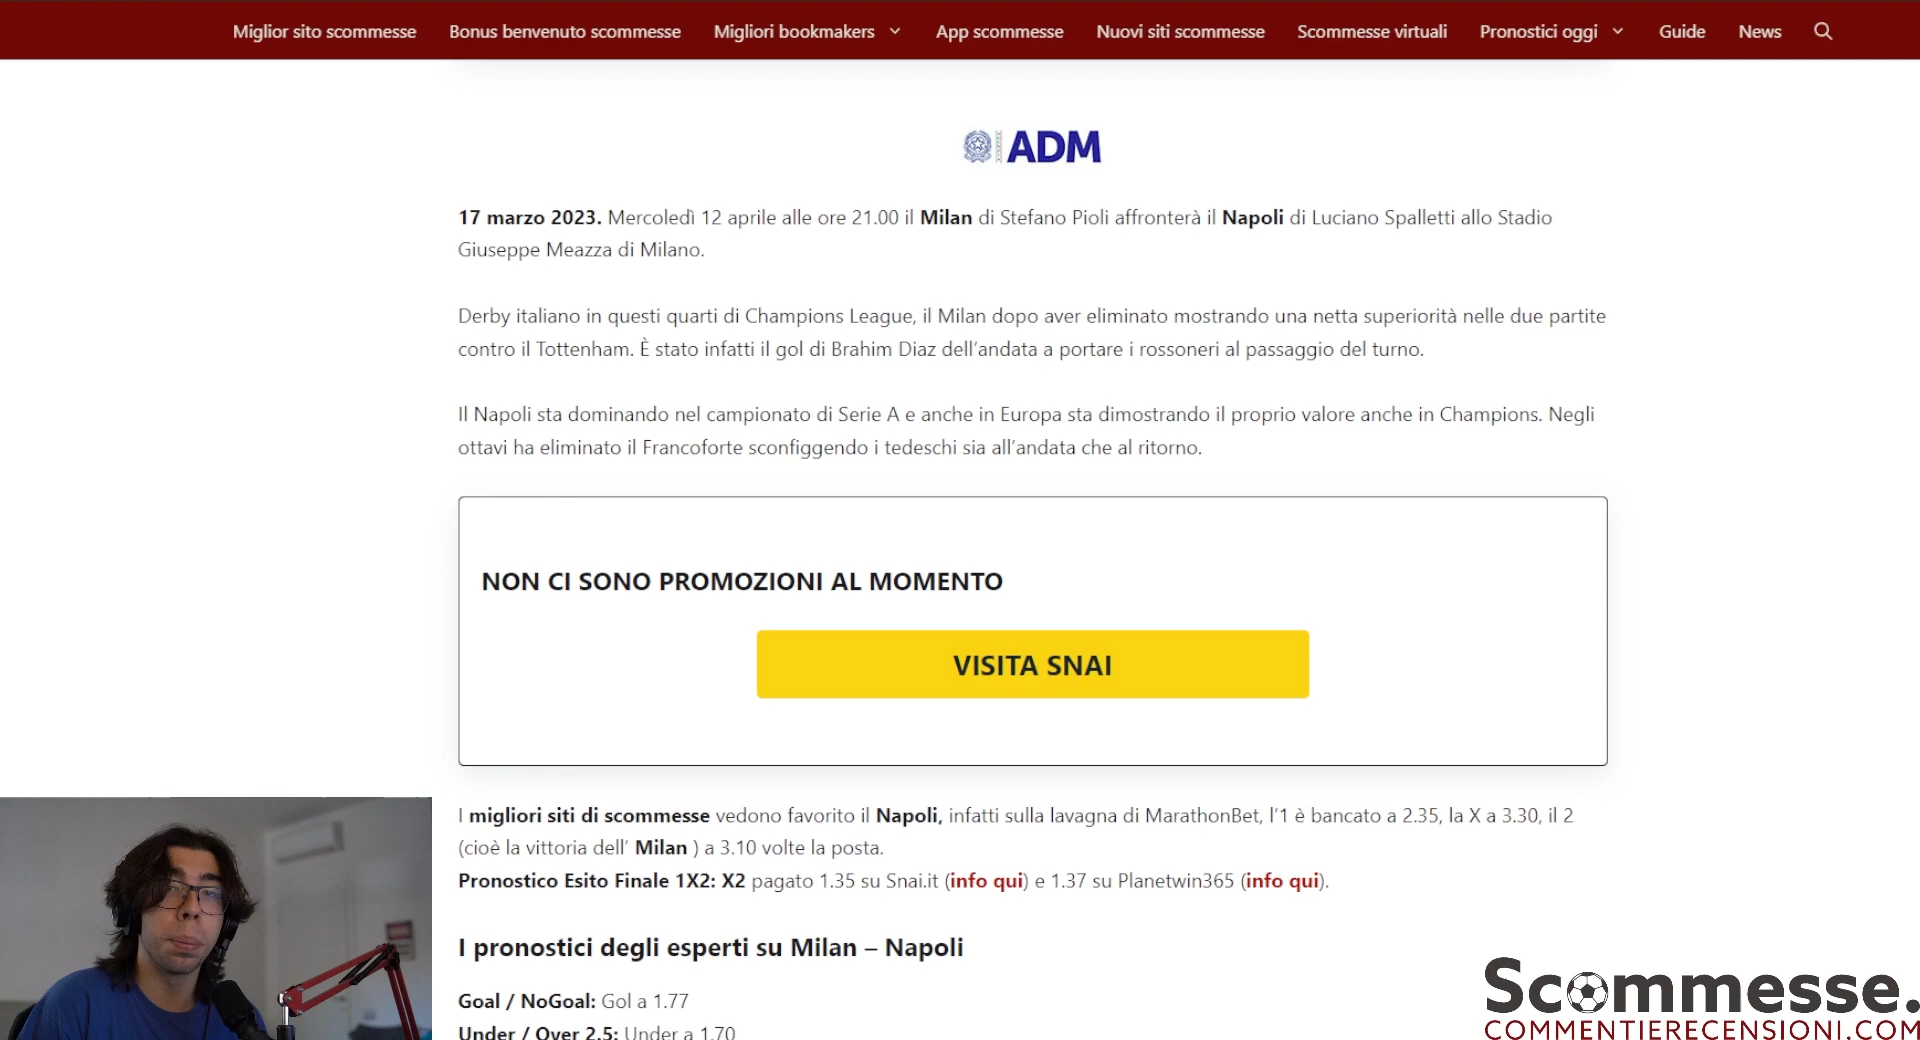 Miglior sito scommesse Bonus benvenuto scommesse Migliori bookmakers App scommesse Nuovi siti scommesse Scommesse virtuali Pronostici oggi Guide News
ADM
17 marzo 2023. Mercoledì 12 aprile alle ore 21.00 il Milan di Stefano Pioli affronterà il Napoli di Luciano Spalletti allo Stadio
Giuseppe Meazza di Milano.
Derby italiano in questi quarti di Champions League, il Milan dopo aver eliminato mostrando una netta superiorità nelle due partite
contro il Tottenham. È stato infatti il gol di Brahim Diaz dell'andata a portare i rossoneri al passaggio del turno.
Il Napoli sta dominando nel campionato di Serie A e anche in Europa sta dimostrando il proprio valore anche in Champions. Negli
ottavi ha eliminato il Francoforte sconfiggendo i tedeschi sia all'andata che al ritorno.
NON CI SONO PROMOZIONI AL MOMENTO
VISITA SNAI
I migliori siti di scommesse vedono favorito il Napoli, infatti sulla lavagna di MarathonBet, l'1 è bancato a 2.35, la X a 3.30, il 2
(cioè la vittoria dell' Milan ) a 3.10 volte la posta.
Pronostico Esito Finale 1X2: X2 pagato 1.35 su Snai.it (info qui) e 1.37 su Planetwin365 (info qui).
I pronostici degli esperti su Milan – Napoli
Goal / NoGoal: Gol a 1.77
Under / Over 2.5: Under a 1.70
Scommesse.
COMMENTIERECENSIONI.COM